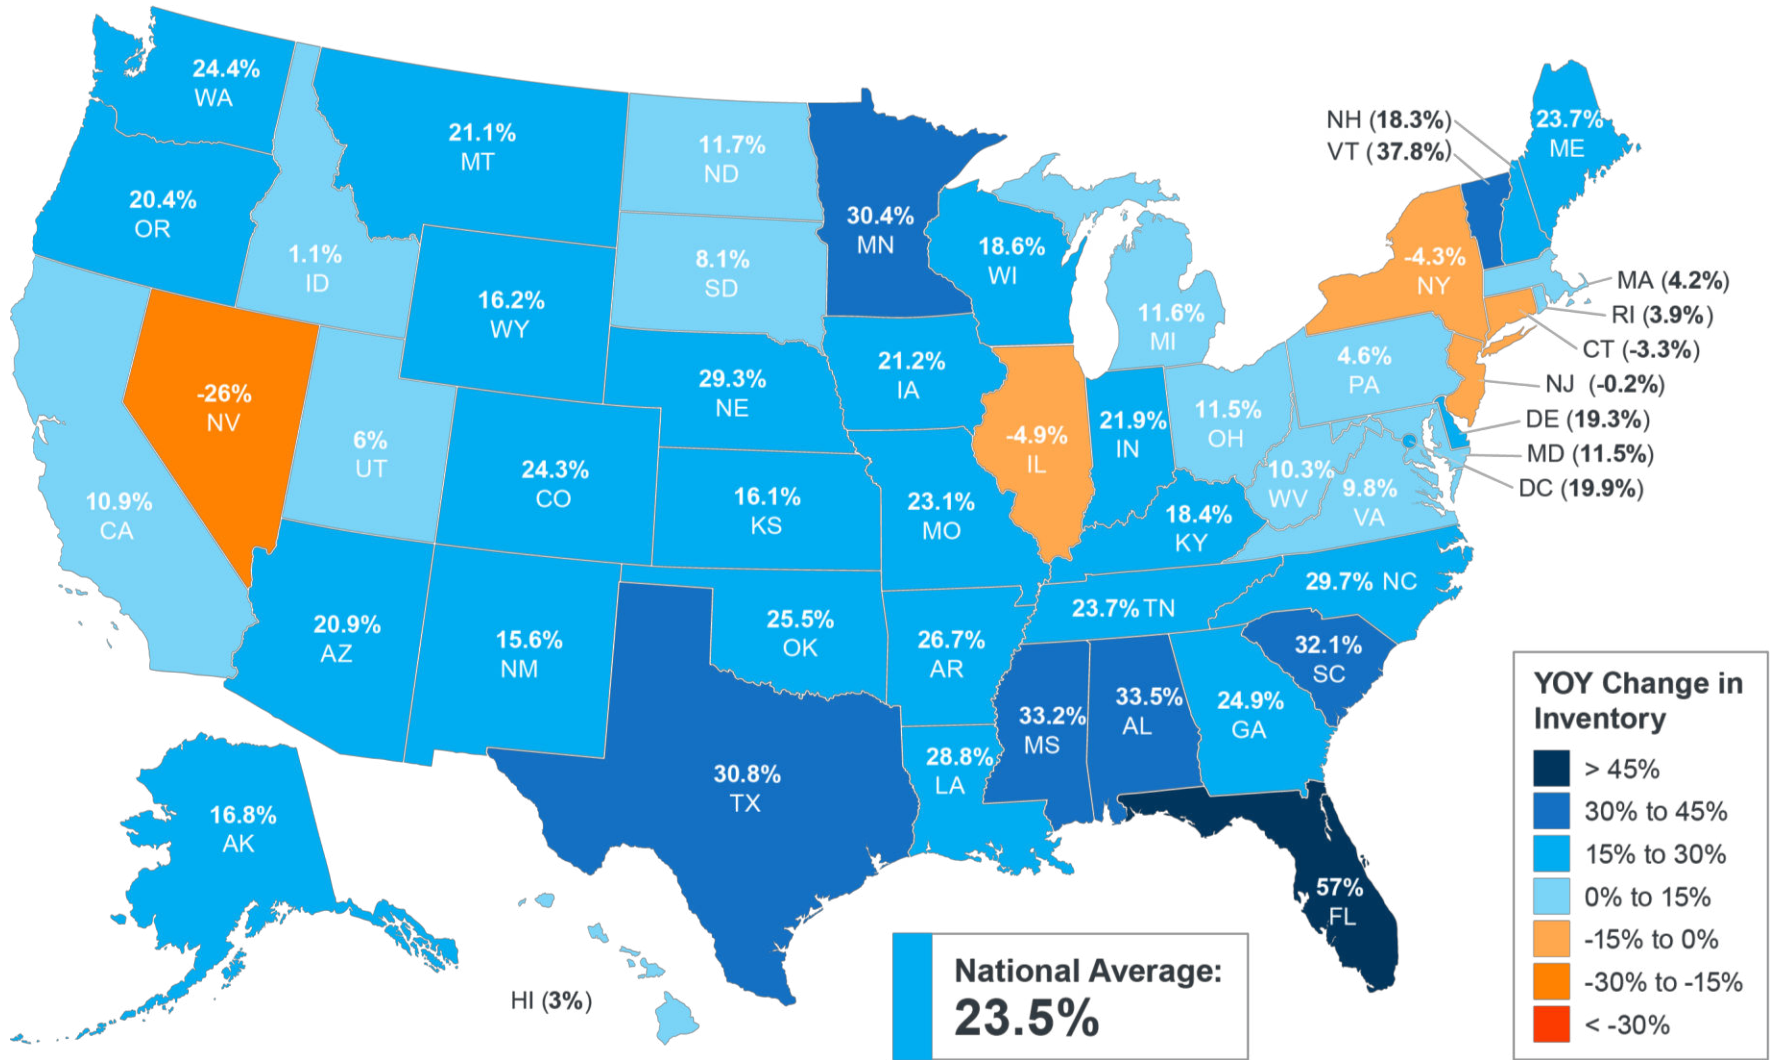 24.4%
WA
21.1%
MT
11.7%
ND
30.4%
MN
18.6%
WI
NH (18.3%)
VT (37.8%)
23.7%
ME
20.4%
OR
1.1%
ID
16.2%
WY
8.1%
SD
11.6%
MI
-4.3%
NY
MA (4.2%)
RI (3.9%)
CT (-3.3%)
NJ (-0.2%)
DE (19.3%)
MD (11.5%)
DC (19.9%)
-26%
NV
6%
UT
29.3%
NE
21.2%
IA
-4.9%
IL
21.9%
IN
11.5%
OH
4.6%
PA
10.9%
CA
24.3%
CO
16.1%
KS
23.1%
MO
18.4%
KY
10.3%
WV
9.8%
VA
20.9%
AZ
15.6%
NM
25.5%
OK
26.7%
AR
23.7% TN
29.7% NC
32.1%
SC
30.8%
TX
28.8%
LA
33.2%
MS
33.5%
AL
24.9%
GA
57%
FL
16.8%
AK
HI (3%)
National Average:
23.5%
YOY Change in
Inventory
> 45%
30% to 45%
15% to 30%
0% to 15%
-15% to 0%
-30% to -15%
< -30%